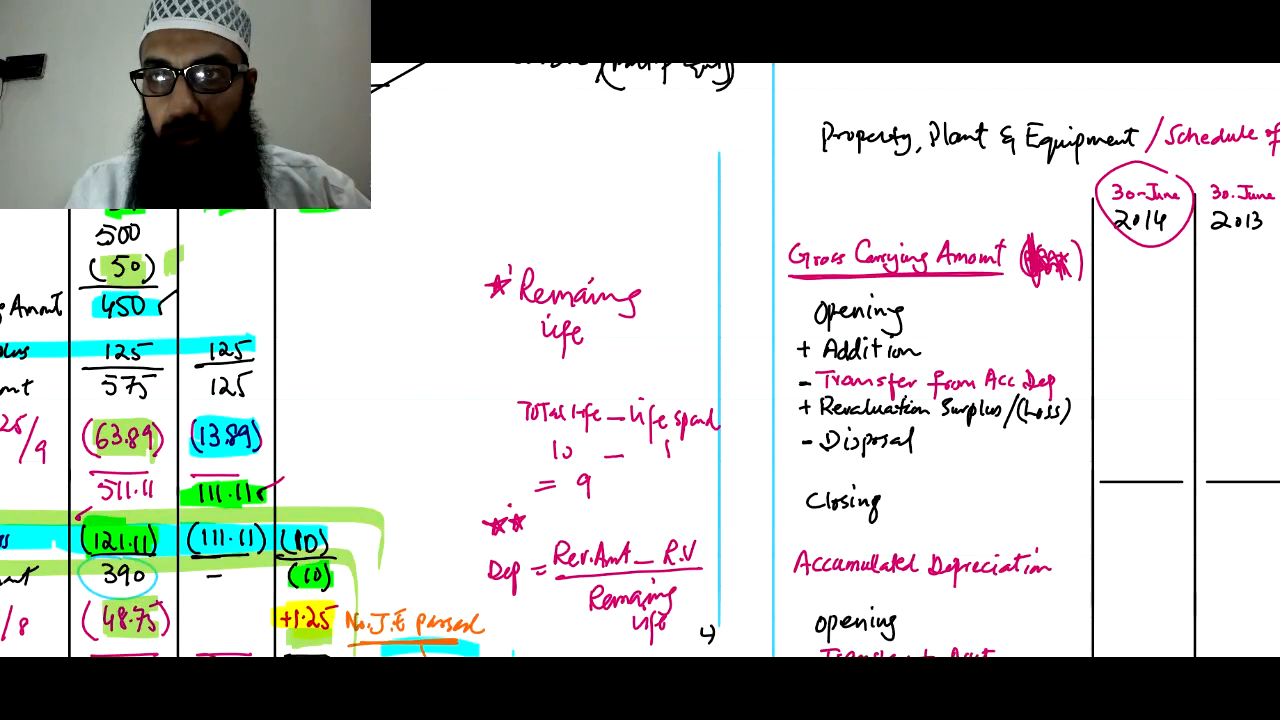 500
(50)
450
125 125
575 125
25/9 (63.89) (13.89)
511.11 111.11
(121.11) (111.11) (10)
390 - (10)
/8 (48.75) +1.25
No. J.E passed
* Remaing
life
Total life - life spend
10 - 1
= 9
**
Dep = Rev.Amt - R.V
Remaing
life
Property, Plant & Equipment / Schedule of
30-June 30.June
2014 2013
Gross Carrying Amount
opening
+ Addition
- Transfer from Acc Dep
+ Revaluation Surplus/(Loss)
- Disposal
closing
Accumulated Depreciation
opening